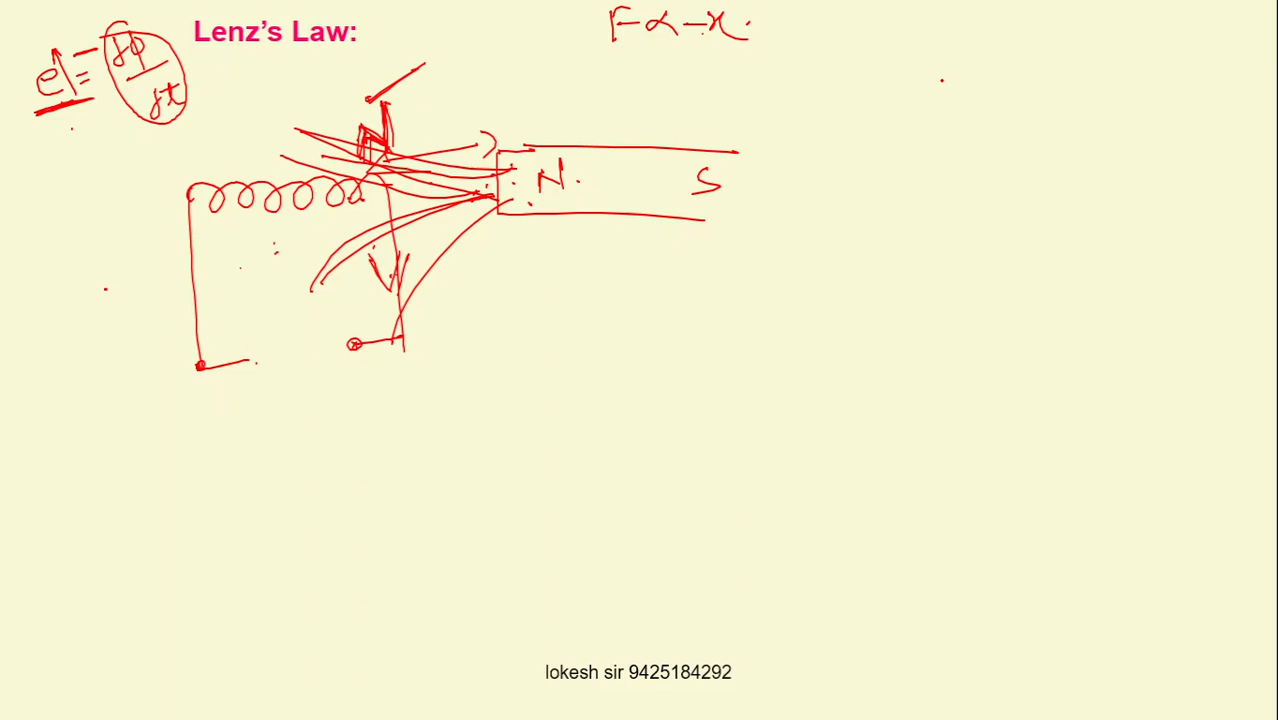 Lenz's Law:
F α -x
e = - dφ/dt
N
N
S
lokesh sir 9425184292